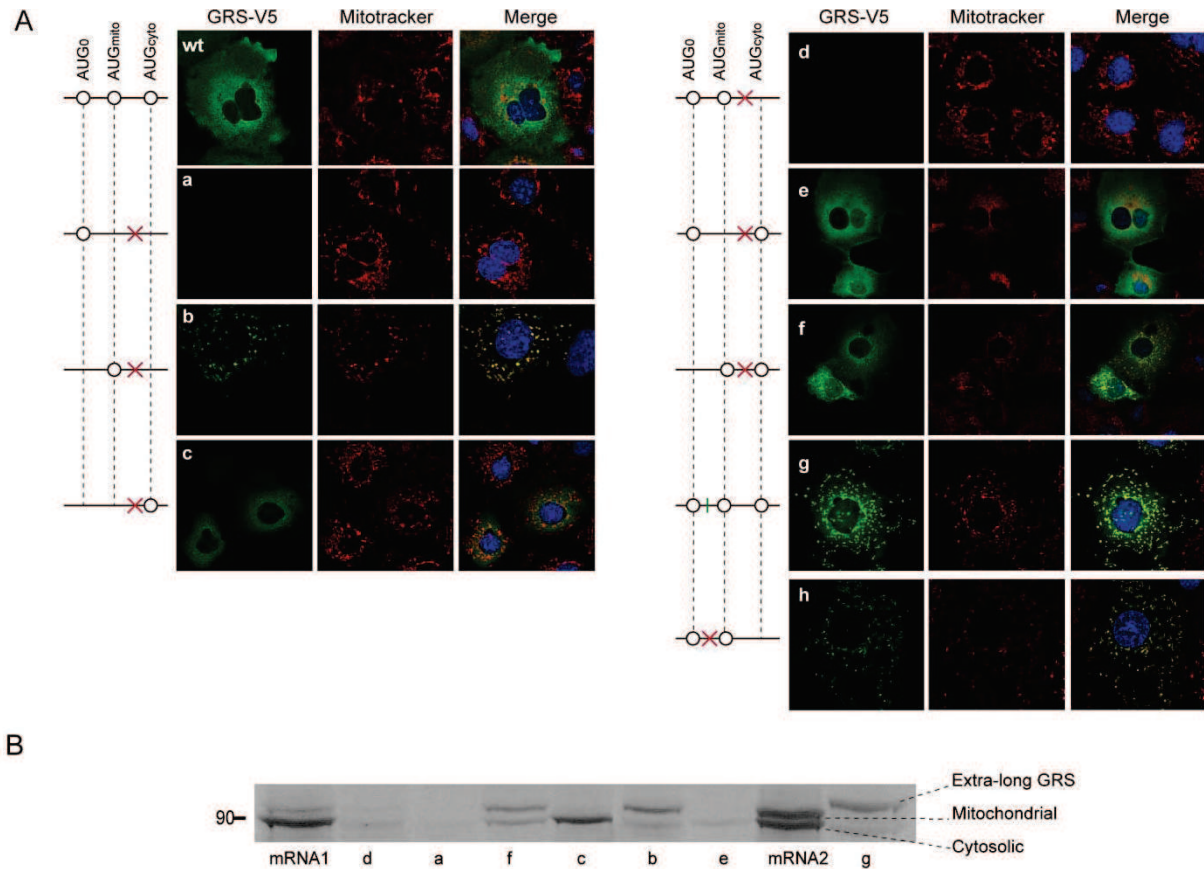 A
GRS-V5 Mitotracker Merge
AUG0 AUGmito AUGcyto
wt
a
b
c
GRS-V5 Mitotracker Merge
AUG0 AUGmito AUGcyto
d
e
f
g
h
B
90
Extra-long GRS
Mitochondrial
Cytosolic
mRNA1 d a f c b e mRNA2 g